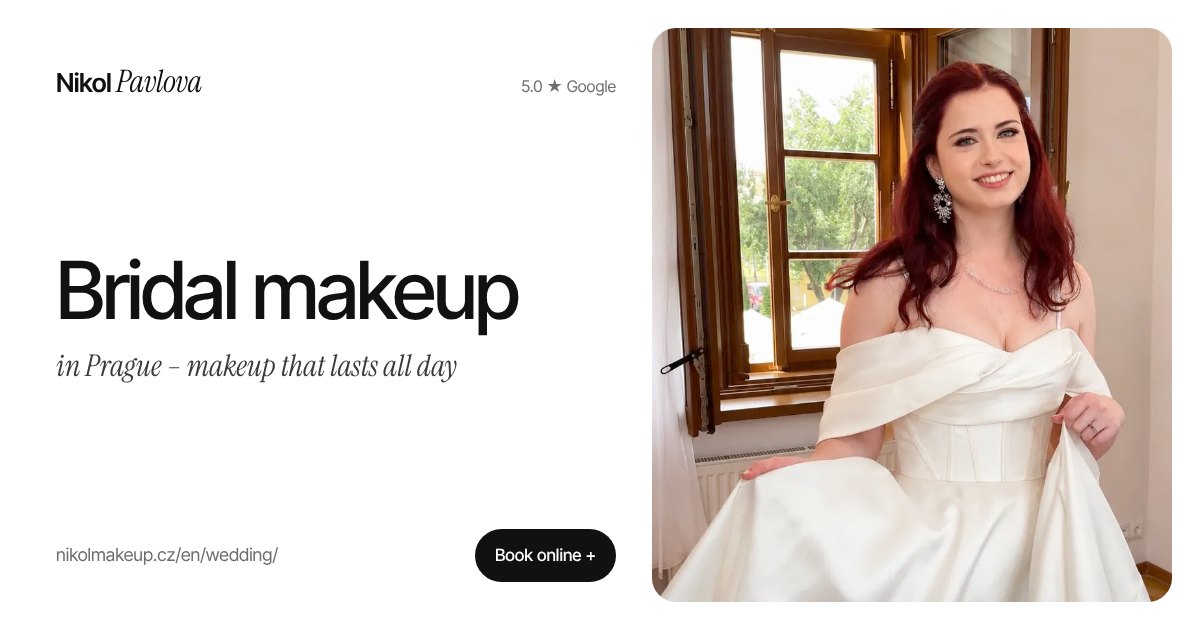 Nikol Pavlova
5.0 ★ Google
Bridal makeup
in Prague – makeup that lasts all day
nikolmakeup.cz/en/wedding/
Book online +